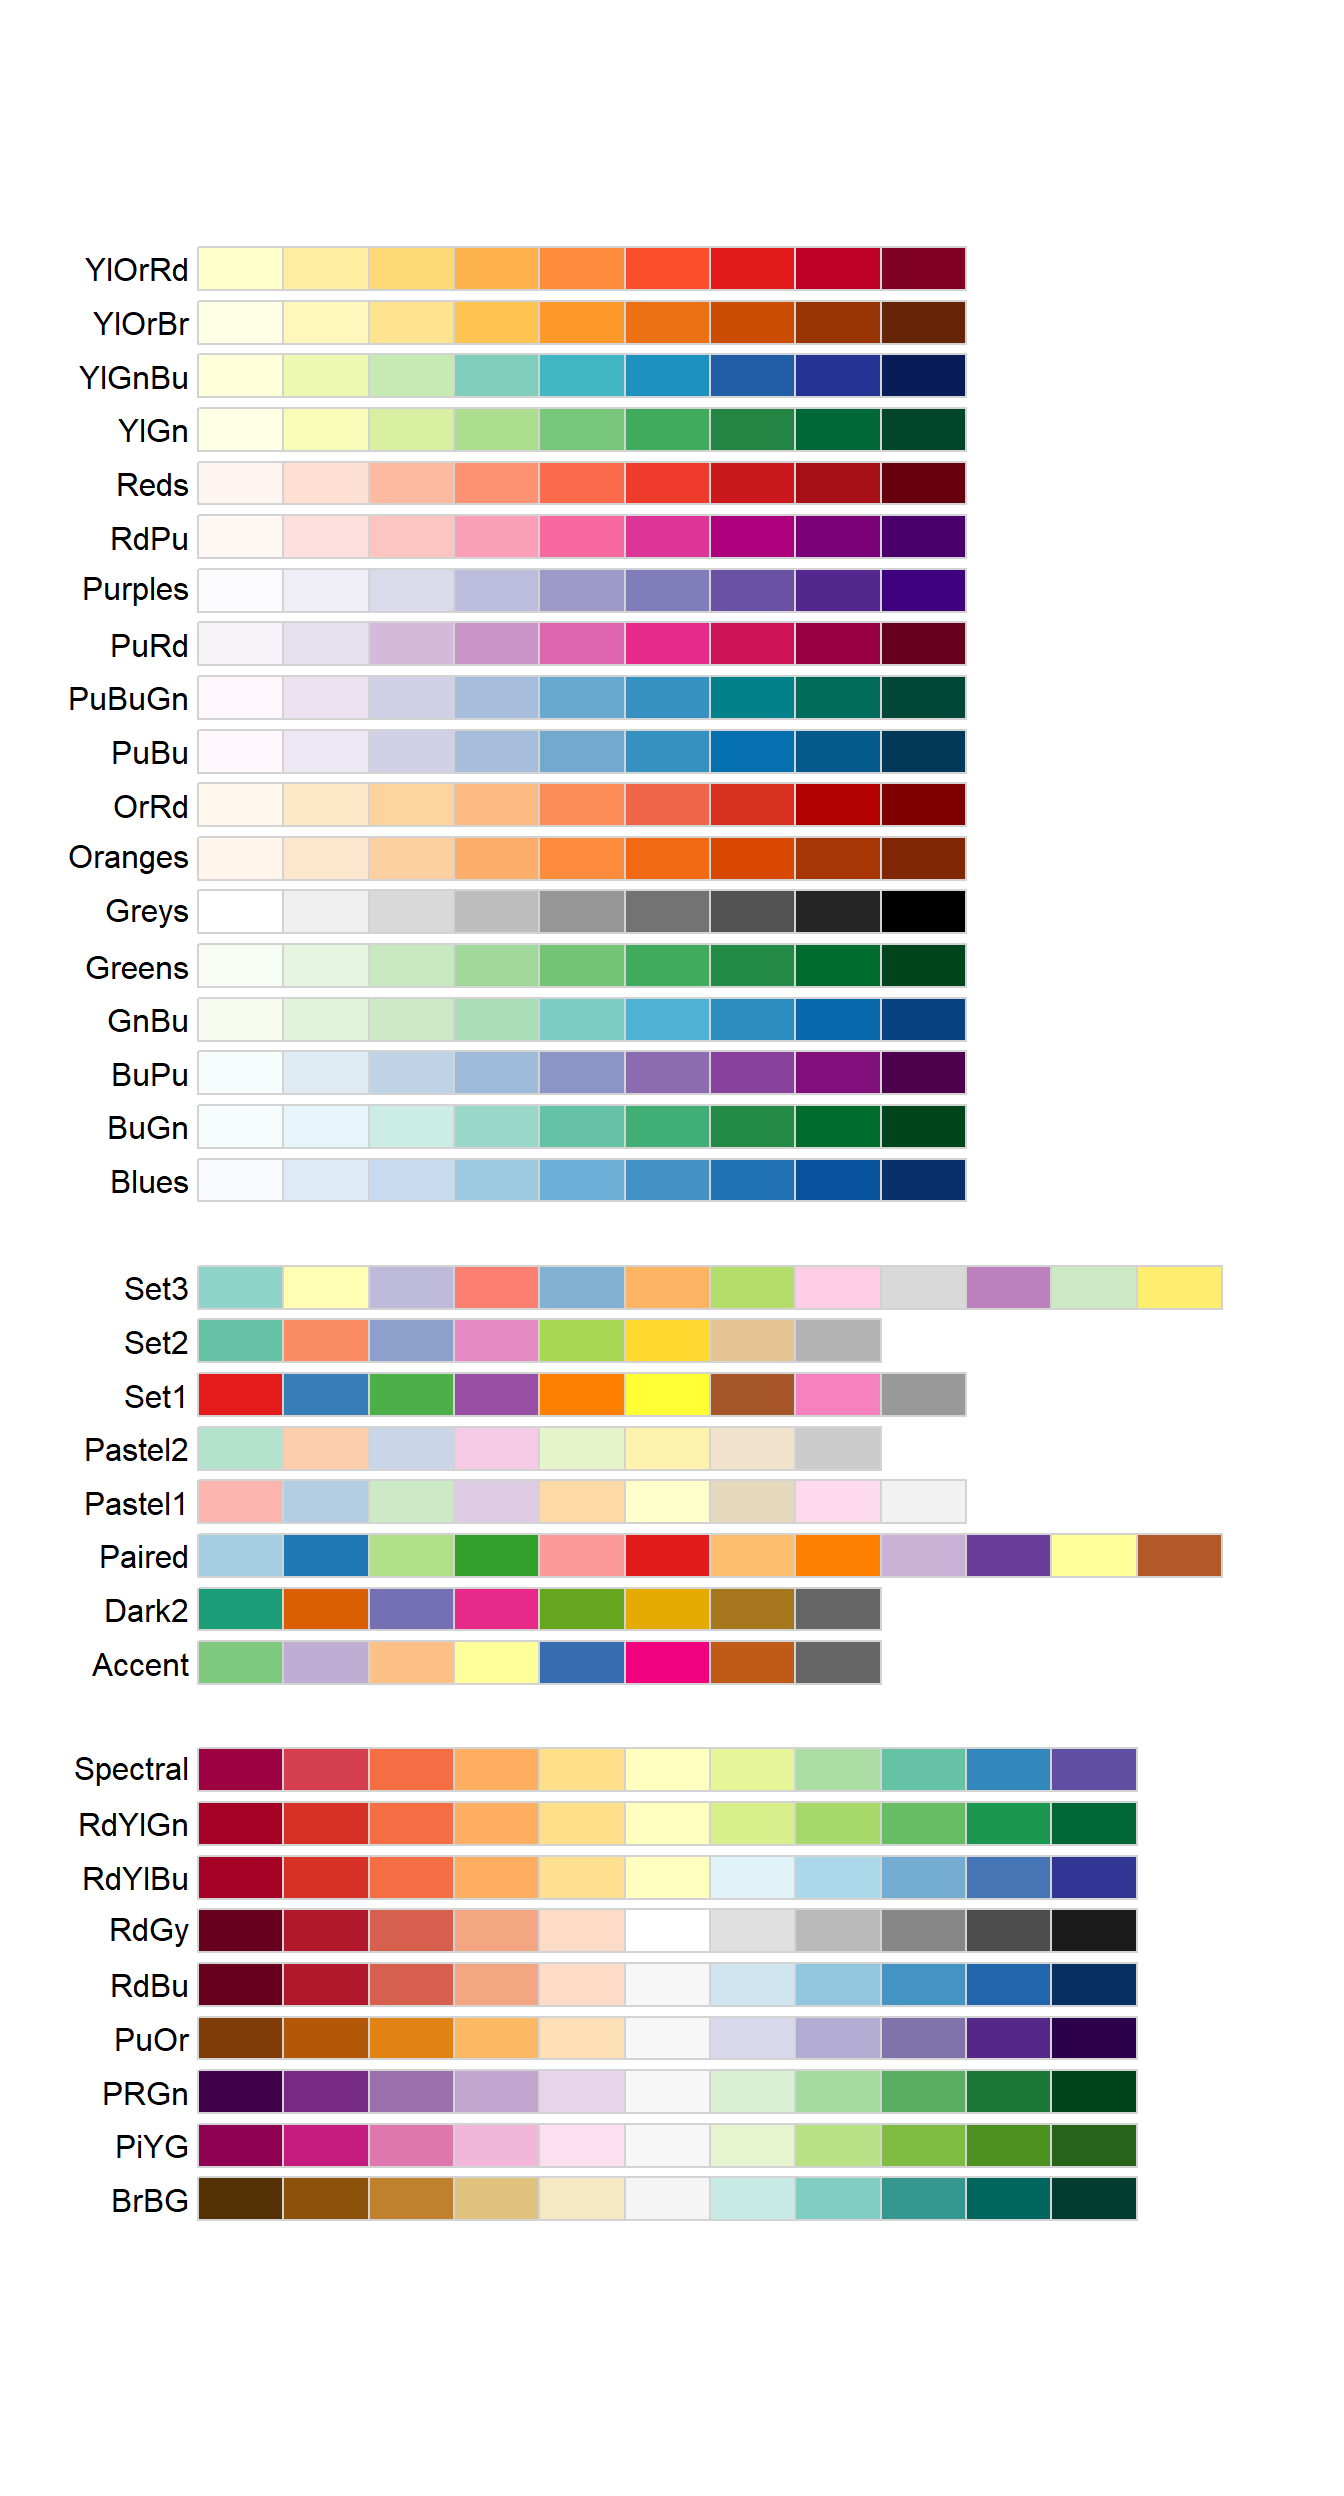 YlOrRd
YlOrBr
YlGnBu
YlGn
Reds
RdPu
Purples
PuRd
PuBuGn
PuBu
OrRd
Oranges
Greys
Greens
GnBu
BuPu
BuGn
Blues
Set3
Set2
Set1
Pastel2
Pastel1
Paired
Dark2
Accent
Spectral
RdYlGn
RdYlBu
RdGy
RdBu
PuOr
PRGn
PiYG
BrBG